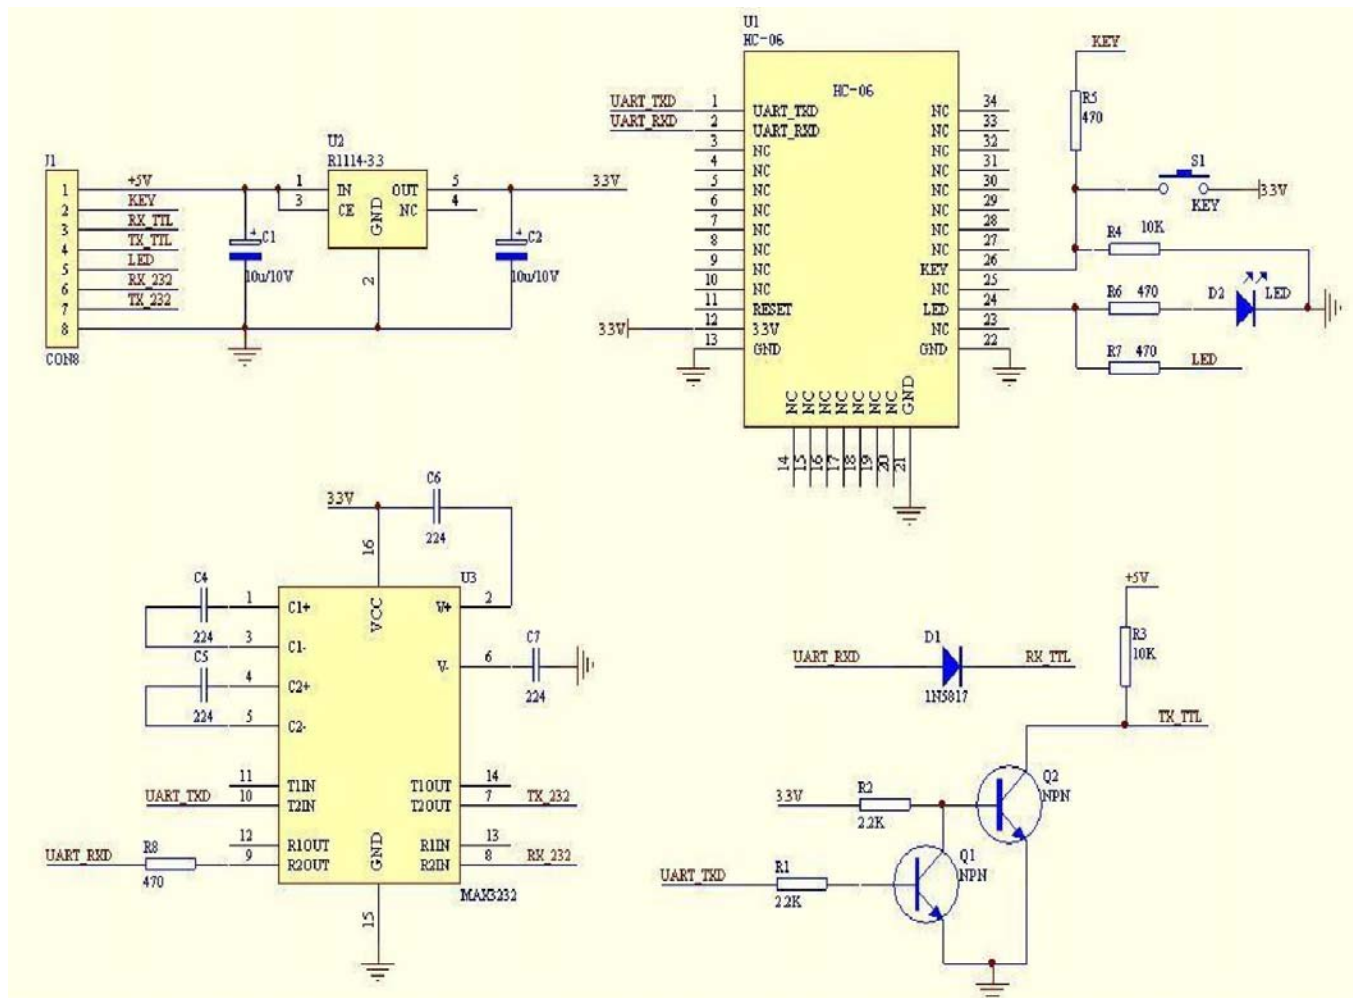 J1
1
+5V
2
KEY
3
RX_TTL
4
TX_TTL
5
LED
6
RX_232
7
TX_232
8
CON8
C1
10u/10V
U2
R1114-3.3
1
IN
OUT
5
3
CE
NC
4
GND
2
3.3V
C2
10u/10V
U1
HC-06
HC-06
UART_TXD
1
UART_TXD
UART_RXD
2
UART_RXD
3
NC
4
NC
5
NC
6
NC
7
NC
8
NC
9
NC
10
NC
11
RESET
3.3V
12
3.3V
13
GND
NC
34
NC
33
NC
32
NC
31
NC
30
NC
29
NC
28
NC
27
KEY
26
NC
25
LED
24
NC
23
GND
22
NC
NC
NC
NC
NC
NC
NC
GND
14
15
16
17
18
19
20
21
KEY
R5
470
S1
KEY
3.3V
R4
10K
R6
470
D2
LED
R7
470
LED
3.3V
C6
224
16
U3
C4
224
1
C1+
3
C1-
C5
224
4
C2+
5
C2-
VCC
V+
2
V-
6
C7
224
11
T1IN
UART_TXD
10
T2IN
12
R1OUT
UART_RXD
R8
470
9
R2OUT
T1OUT
14
T2OUT
7
TX_232
R1IN
13
R2IN
8
RX_232
GND
15
MAX3232
UART_RXD
D1
1N5817
RX_TTL
+5V
R3
10K
TX_TTL
Q2
NPN
3.3V
R2
2.2K
Q1
NPN
UART_TXD
R1
2.2K